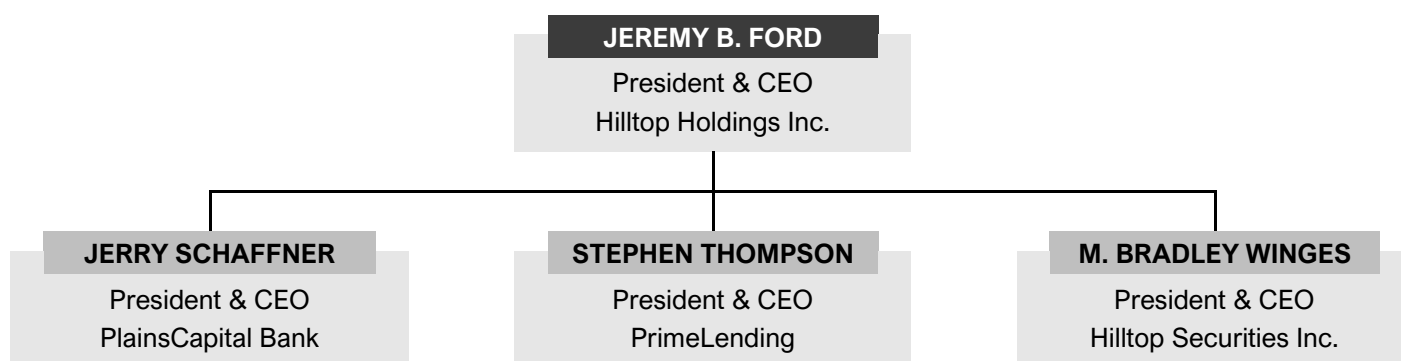 JEREMY B. FORD
President & CEO
Hilltop Holdings Inc.
JERRY SCHAFFNER
President & CEO
PlainsCapital Bank
STEPHEN THOMPSON
President & CEO
PrimeLending
M. BRADLEY WINGES
President & CEO
Hilltop Securities Inc.